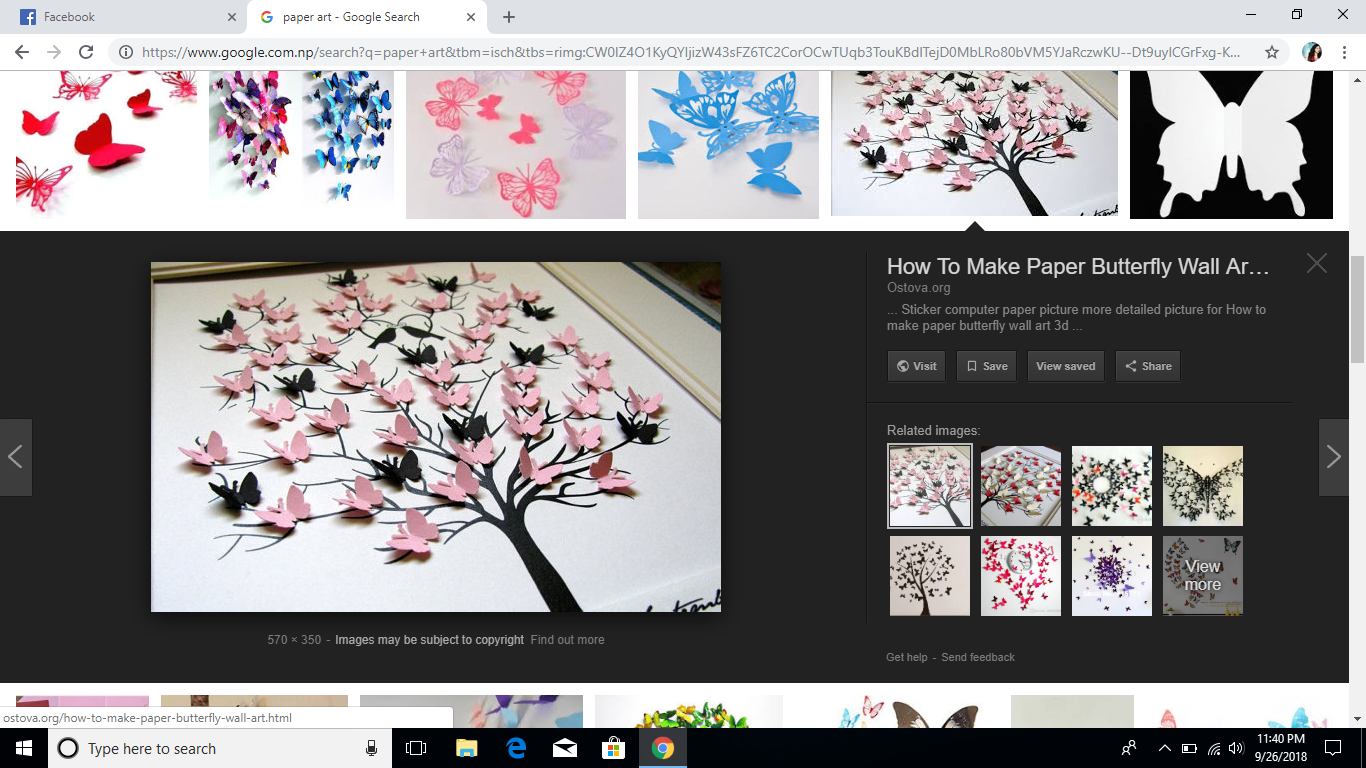 Facebook
paper art - Google Search
https://www.google.com.np/search?q=paper+art&tbm=isch&tbs=rimg:CW0IZ4O1KyQYIjizW43sFZ6TC2CorOCwTUqb3TouKBdlTejD0MbLRo80bVM5YJaRczwKU--Dt9uylCGrFxg-K...
How To Make Paper Butterfly Wall Ar...
Ostova.org
... Sticker computer paper picture more detailed picture for How to
make paper butterfly wall art 3d ...
Visit
Save
View saved
Share
Related images:
View
more
570 × 350 - Images may be subject to copyright Find out more
Get help - Send feedback
ostova.org/how-to-make-paper-butterfly-wall-art.html
Type here to search
11:40 PM
9/26/2018